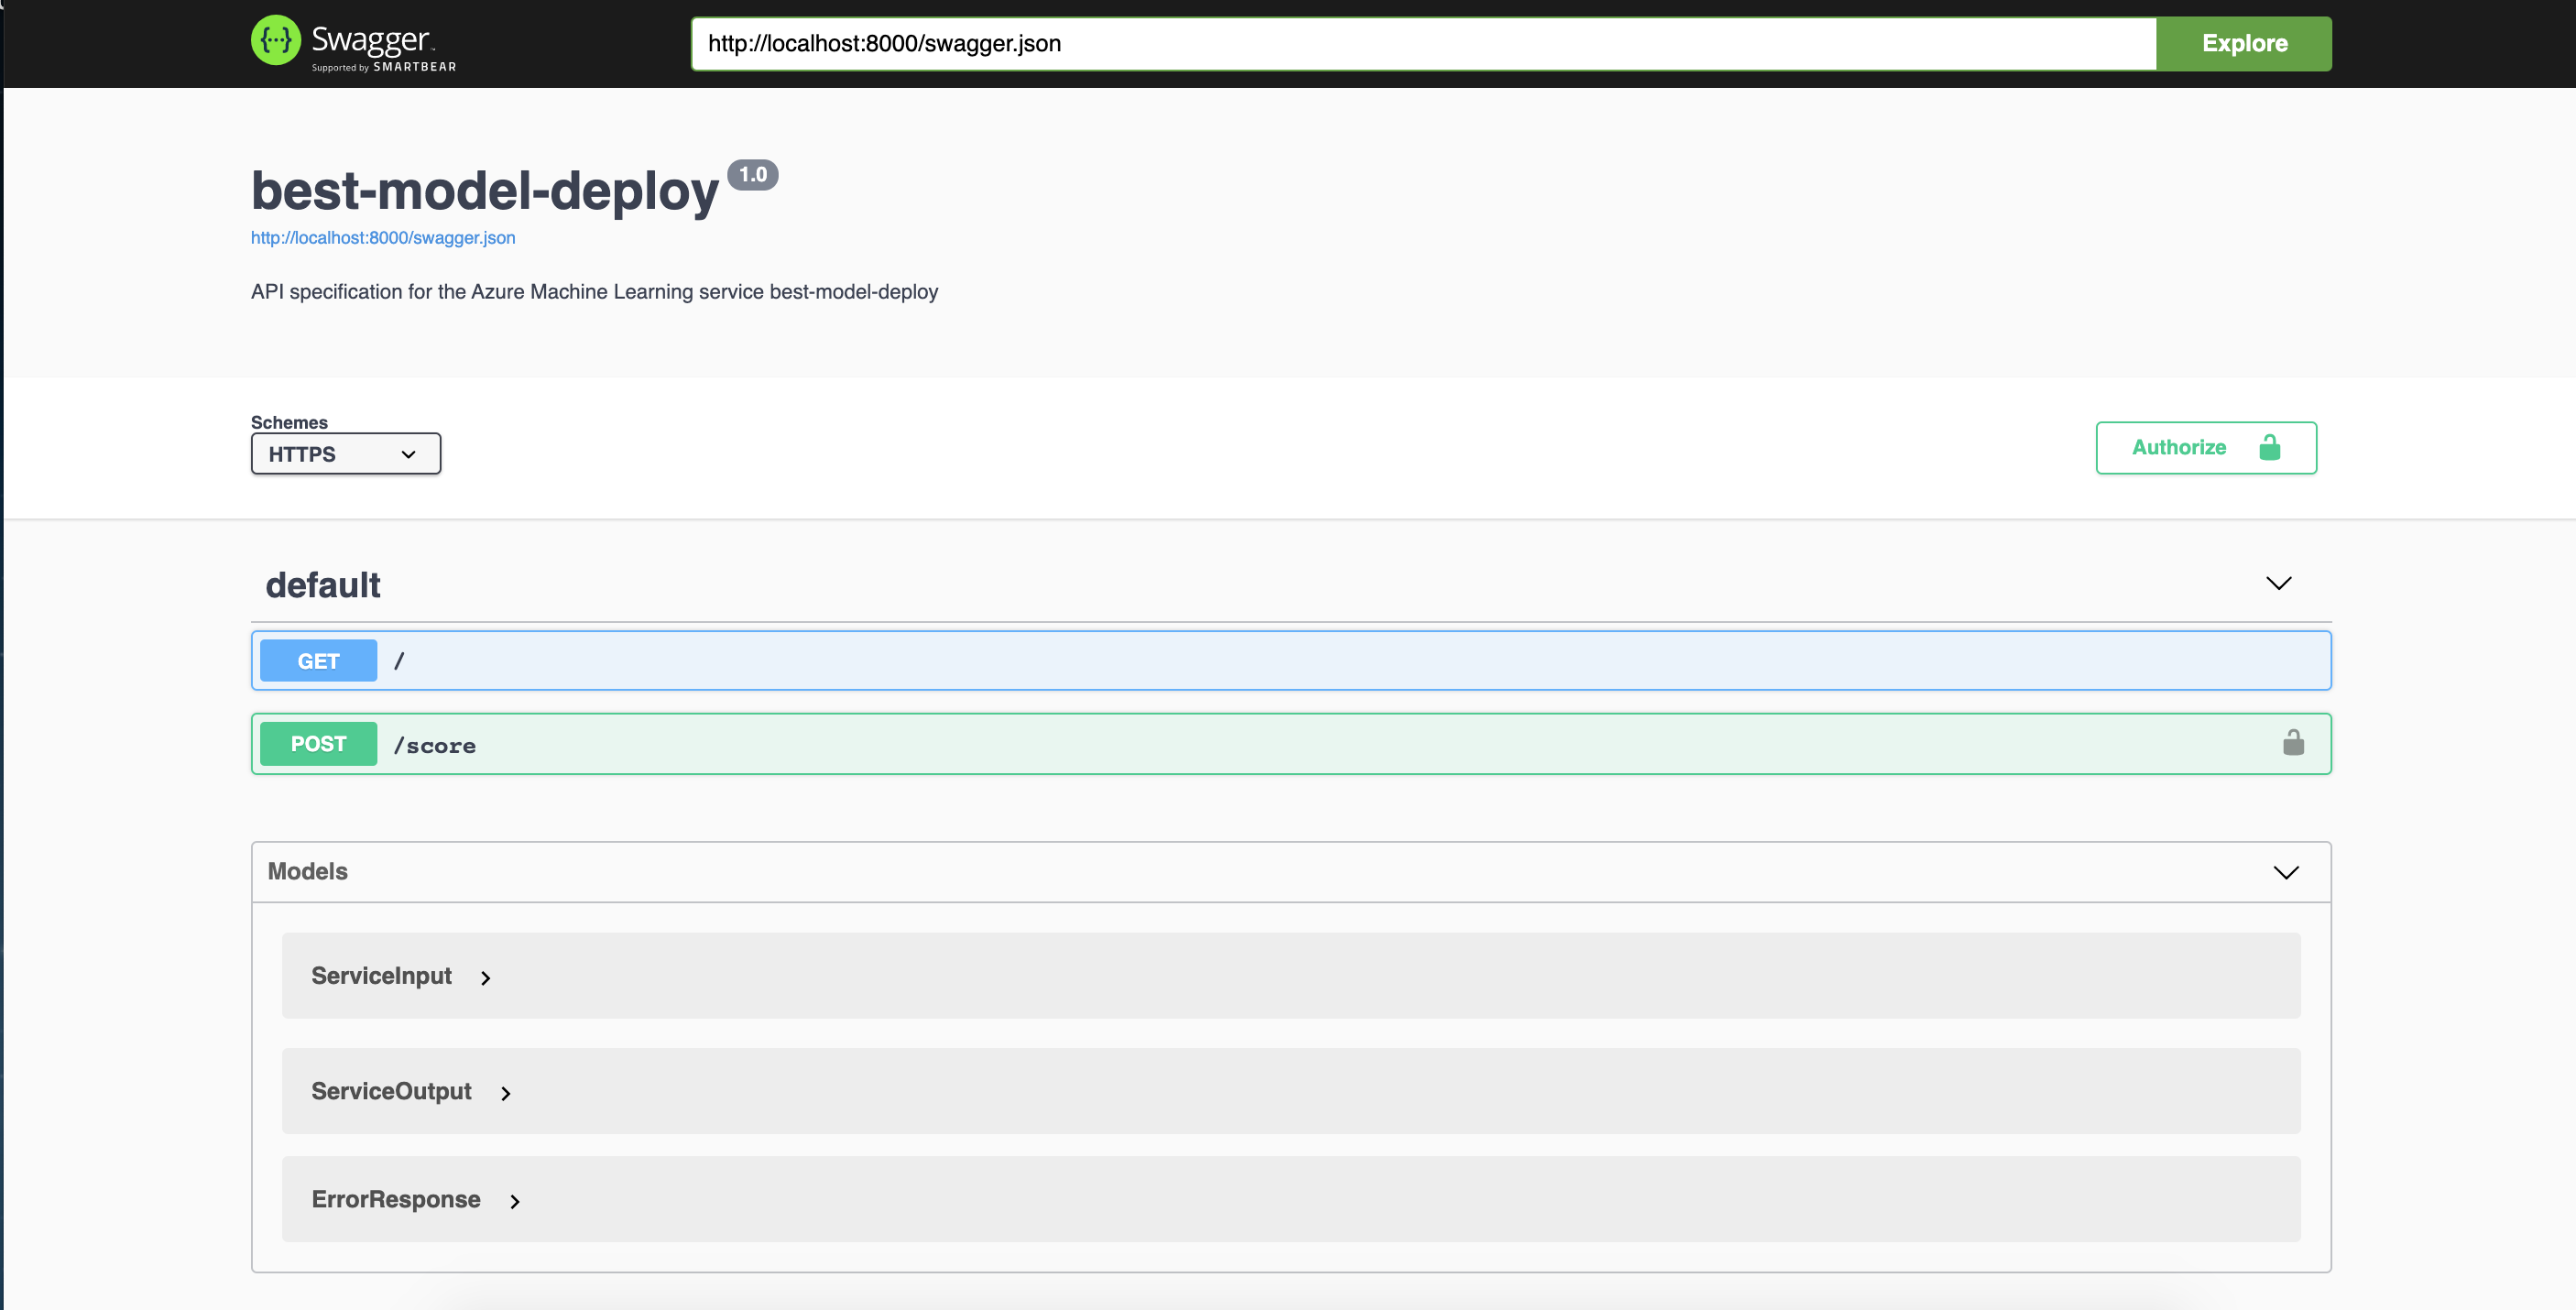 Swagger™
Supported by SMARTBEAR
http://localhost:8000/swagger.json
Explore
best-model-deploy 1.0
http://localhost:8000/swagger.json
API specification for the Azure Machine Learning service best-model-deploy
Schemes
HTTPS
Authorize
default
GET /
POST /score
Models
ServiceInput
ServiceOutput
ErrorResponse